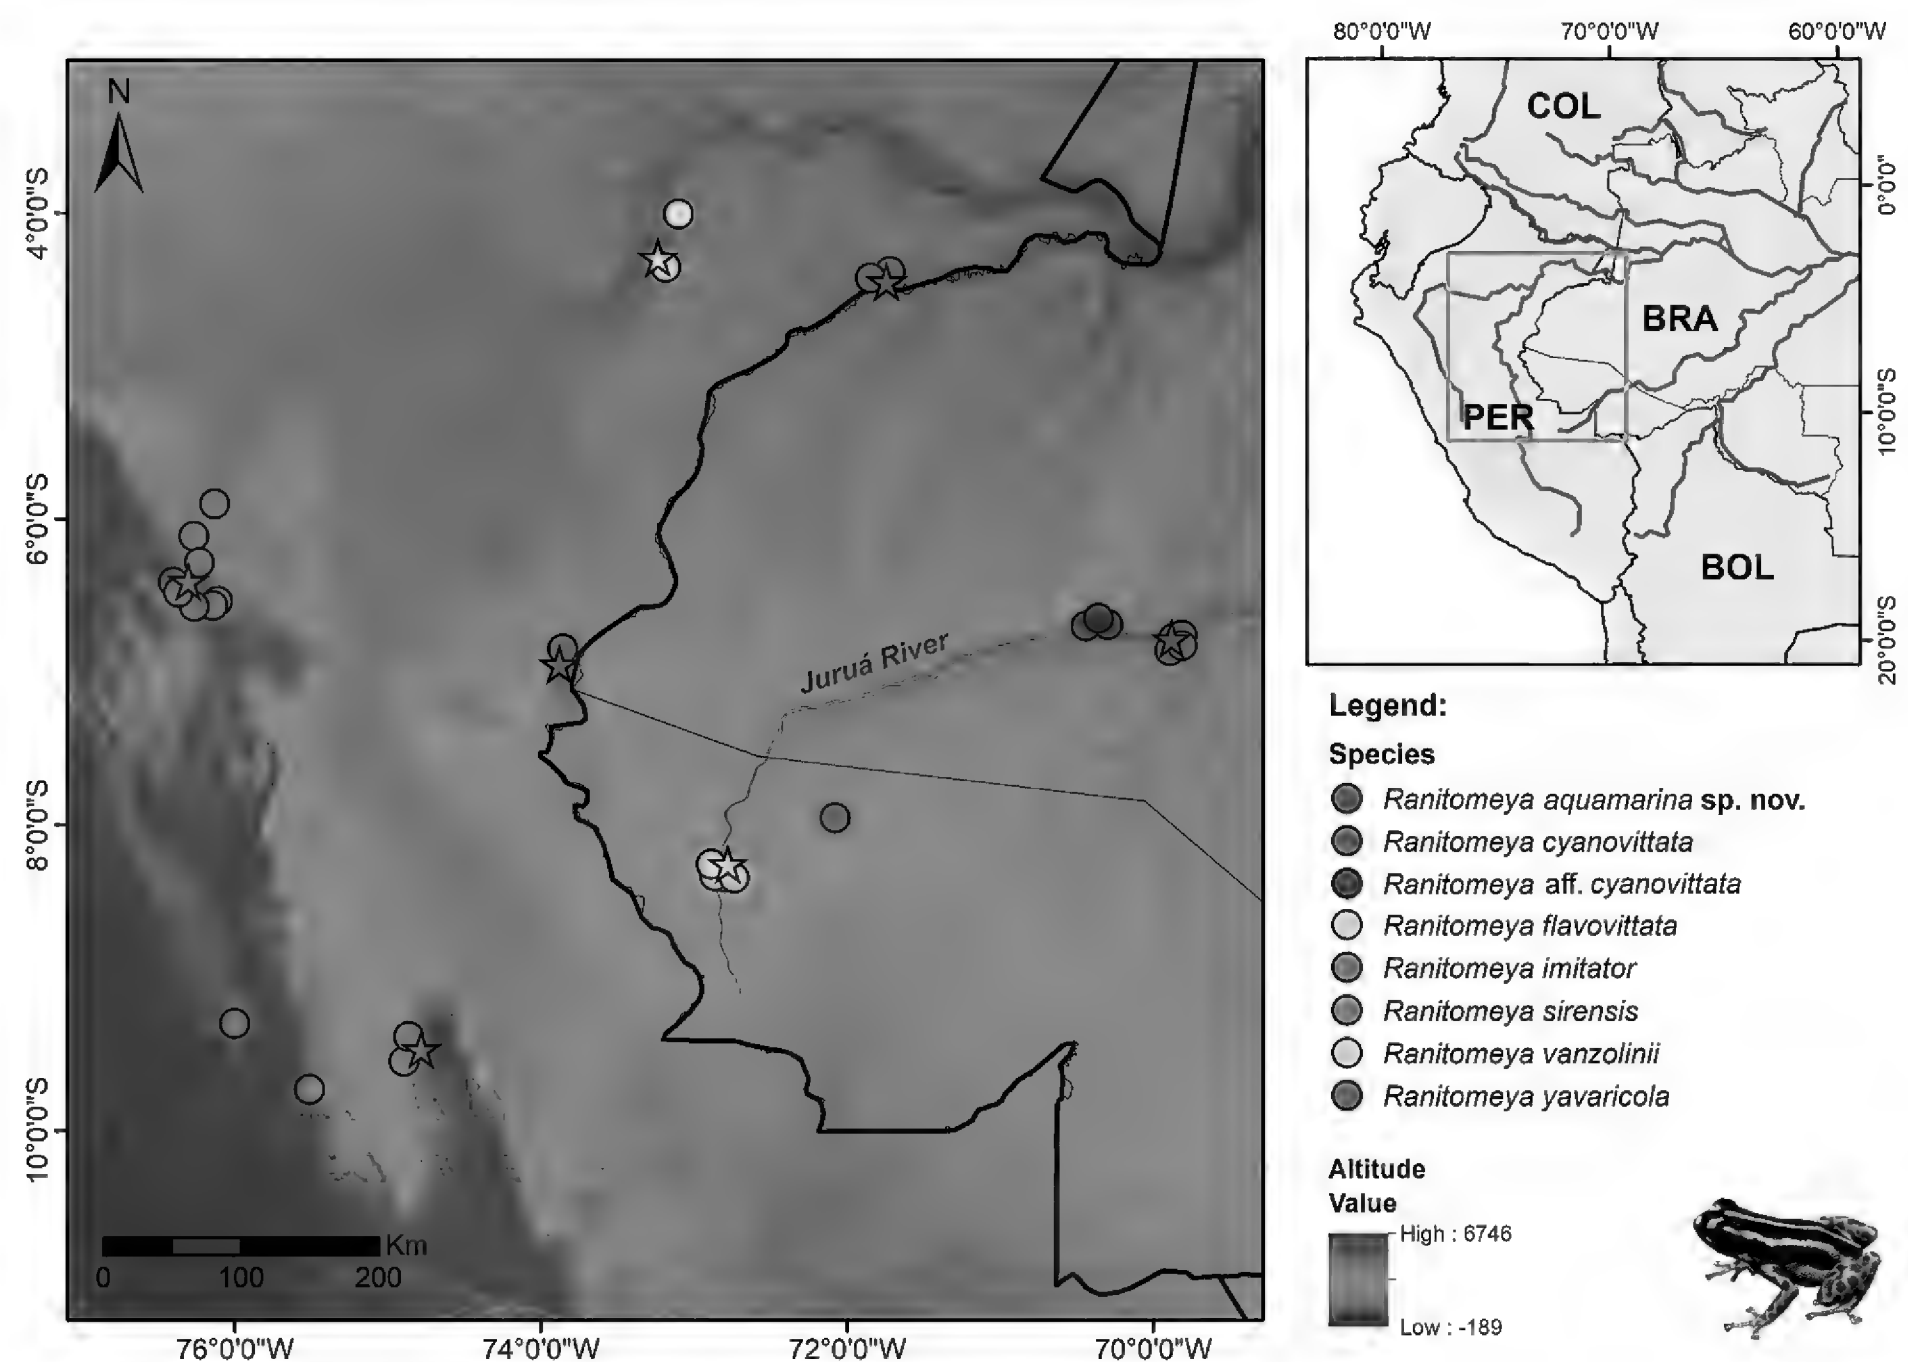 80°0'0"W
70°0'0"W
60°0'0"W
N
COL
BRA
PER
BOL
0°0'0"
10°0'0"S
20°0'0"S
4°0'0"S
6°0'0"S
8°0'0"S
10°0'0"S
Juruá River
Km
0
100
200
76°0'0"W
74°0'0"W
72°0'0"W
70°0'0"W
Legend:
Species
Ranitomeya aquamarina sp. nov.
Ranitomeya cyanovittata
Ranitomeya aff. cyanovittata
Ranitomeya flavovittata
Ranitomeya imitator
Ranitomeya sirensis
Ranitomeya vanzolinii
Ranitomeya yavaricola
Altitude
Value
High : 6746
Low : -189